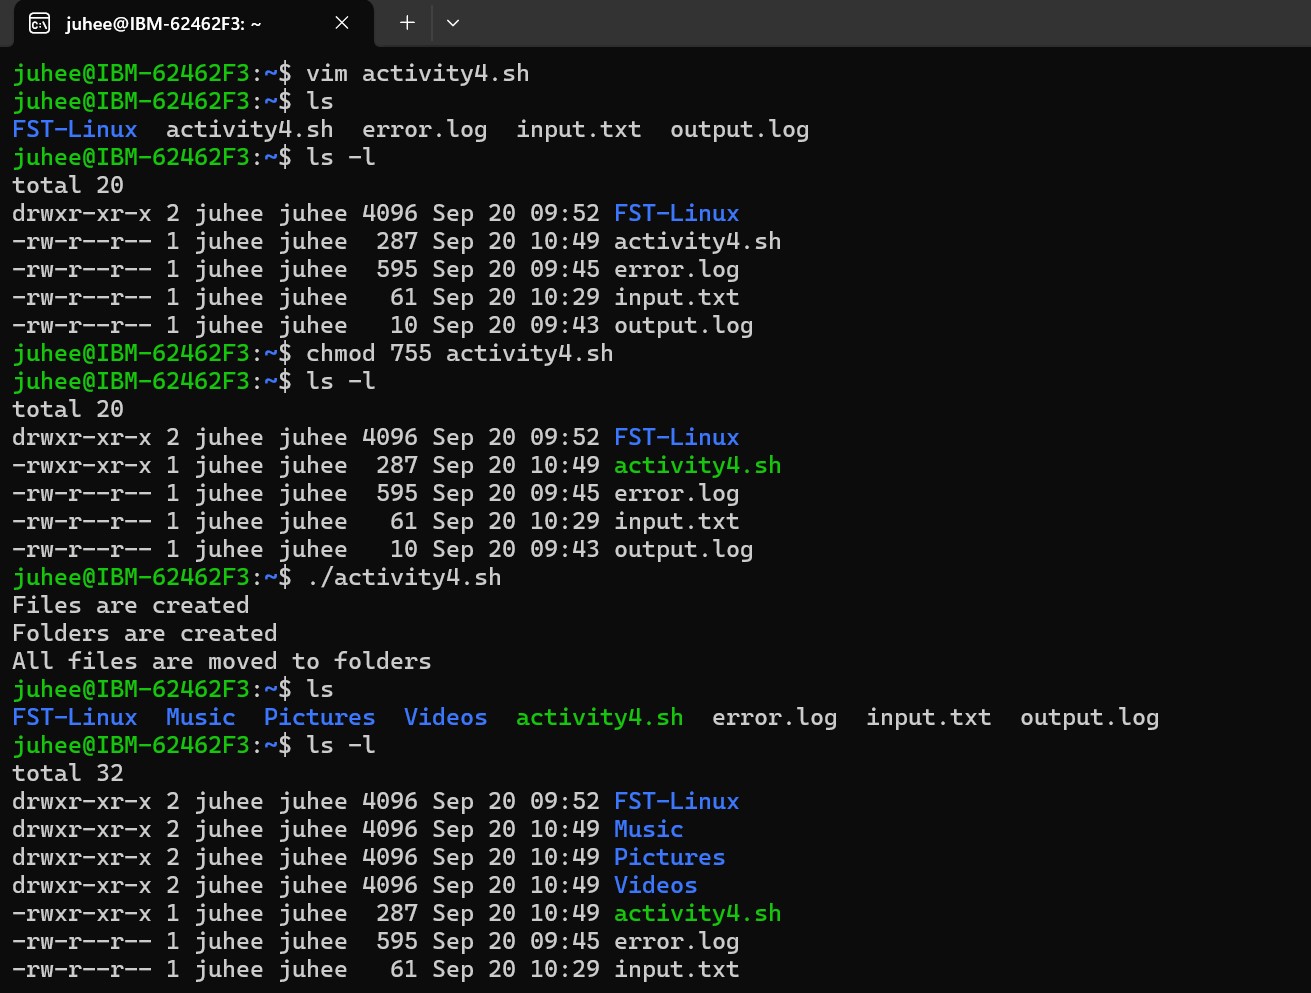 juhee@IBM-62462F3: ~
juhee@IBM-62462F3:~$ vim activity4.sh
juhee@IBM-62462F3:~$ ls
FST-Linux  activity4.sh  error.log  input.txt  output.log
juhee@IBM-62462F3:~$ ls -l
total 20
drwxr-xr-x 2 juhee juhee 4096 Sep 20 09:52 FST-Linux
-rw-r--r-- 1 juhee juhee  287 Sep 20 10:49 activity4.sh
-rw-r--r-- 1 juhee juhee  595 Sep 20 09:45 error.log
-rw-r--r-- 1 juhee juhee   61 Sep 20 10:29 input.txt
-rw-r--r-- 1 juhee juhee   10 Sep 20 09:43 output.log
juhee@IBM-62462F3:~$ chmod 755 activity4.sh
juhee@IBM-62462F3:~$ ls -l
total 20
drwxr-xr-x 2 juhee juhee 4096 Sep 20 09:52 FST-Linux
-rwxr-xr-x 1 juhee juhee  287 Sep 20 10:49 activity4.sh
-rw-r--r-- 1 juhee juhee  595 Sep 20 09:45 error.log
-rw-r--r-- 1 juhee juhee   61 Sep 20 10:29 input.txt
-rw-r--r-- 1 juhee juhee   10 Sep 20 09:43 output.log
juhee@IBM-62462F3:~$ ./activity4.sh
Files are created
Folders are created
All files are moved to folders
juhee@IBM-62462F3:~$ ls
FST-Linux  Music  Pictures  Videos  activity4.sh  error.log  input.txt  output.log
juhee@IBM-62462F3:~$ ls -l
total 32
drwxr-xr-x 2 juhee juhee 4096 Sep 20 09:52 FST-Linux
drwxr-xr-x 2 juhee juhee 4096 Sep 20 10:49 Music
drwxr-xr-x 2 juhee juhee 4096 Sep 20 10:49 Pictures
drwxr-xr-x 2 juhee juhee 4096 Sep 20 10:49 Videos
-rwxr-xr-x 1 juhee juhee  287 Sep 20 10:49 activity4.sh
-rw-r--r-- 1 juhee juhee  595 Sep 20 09:45 error.log
-rw-r--r-- 1 juhee juhee   61 Sep 20 10:29 input.txt